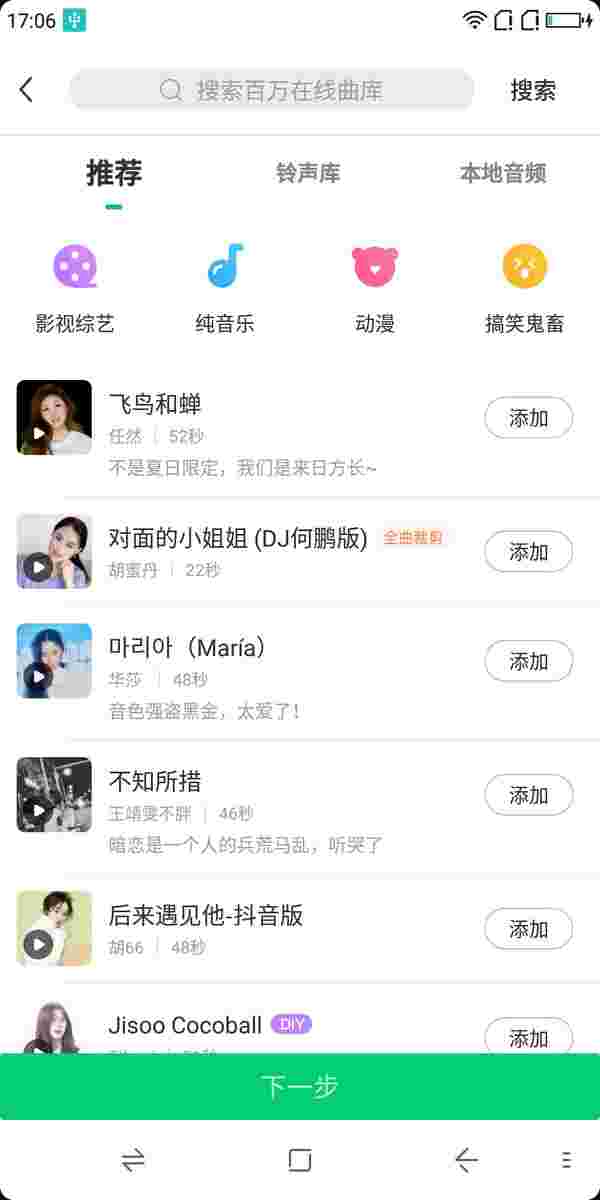 17:06
搜索百万在线曲库
搜索
推荐
铃声库
本地音频
影视综艺
纯音乐
动漫
搞笑鬼畜
飞鸟和蝉
任然 | 52秒
不是夏日限定，我们是来日方长~
添加
对面的小姐姐 (DJ何鹏版) 全曲裁剪
胡蜜丹 | 22秒
添加
마리아（María）
华莎 | 48秒
音色强盗黑金，太爱了!
添加
不知所措
王靖雯不胖 | 46秒
暗恋是一个人的兵荒马乱，听哭了
添加
后来遇见他-抖音版
胡66 | 48秒
添加
Jisoo Cocoball DIY
添加
下一步